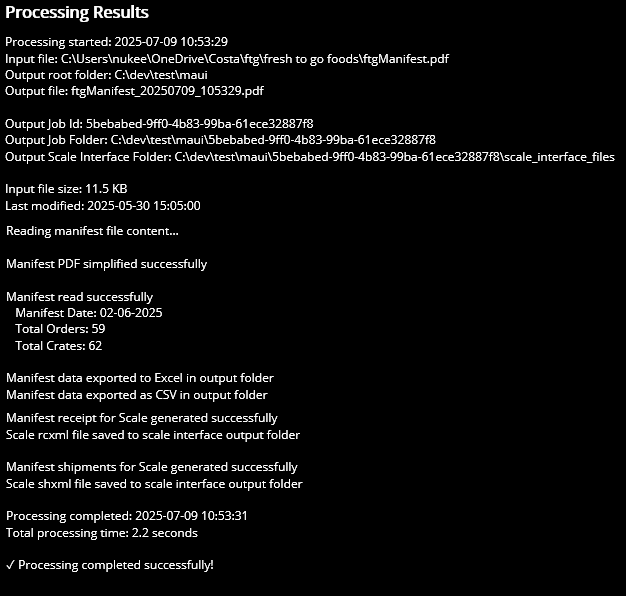 Processing Results
Processing started: 2025-07-09 10:53:29
Input file: C:\Users\nukee\OneDrive\Costa\ftg\fresh to go foods\ftgManifest.pdf
Output root folder: C:\dev\test\maui
Output file: ftgManifest_20250709_105329.pdf
Output Job Id: 5bebabed-9ff0-4b83-99ba-61ece32887f8
Output Job Folder: C:\dev\test\maui\5bebabed-9ff0-4b83-99ba-61ece32887f8
Output Scale Interface Folder: C:\dev\test\maui\5bebabed-9ff0-4b83-99ba-61ece32887f8\scale_interface_files
Input file size: 11.5 KB
Last modified: 2025-05-30 15:05:00
Reading manifest file content...
Manifest PDF simplified successfully
Manifest read successfully
Manifest Date: 02-06-2025
Total Orders: 59
Total Crates: 62
Manifest data exported to Excel in output folder
Manifest data exported as CSV in output folder
Manifest receipt for Scale generated successfully
Scale rcxml file saved to scale interface output folder
Manifest shipments for Scale generated successfully
Scale shxml file saved to scale interface output folder
Processing completed: 2025-07-09 10:53:31
Total processing time: 2.2 seconds
✓ Processing completed successfully!